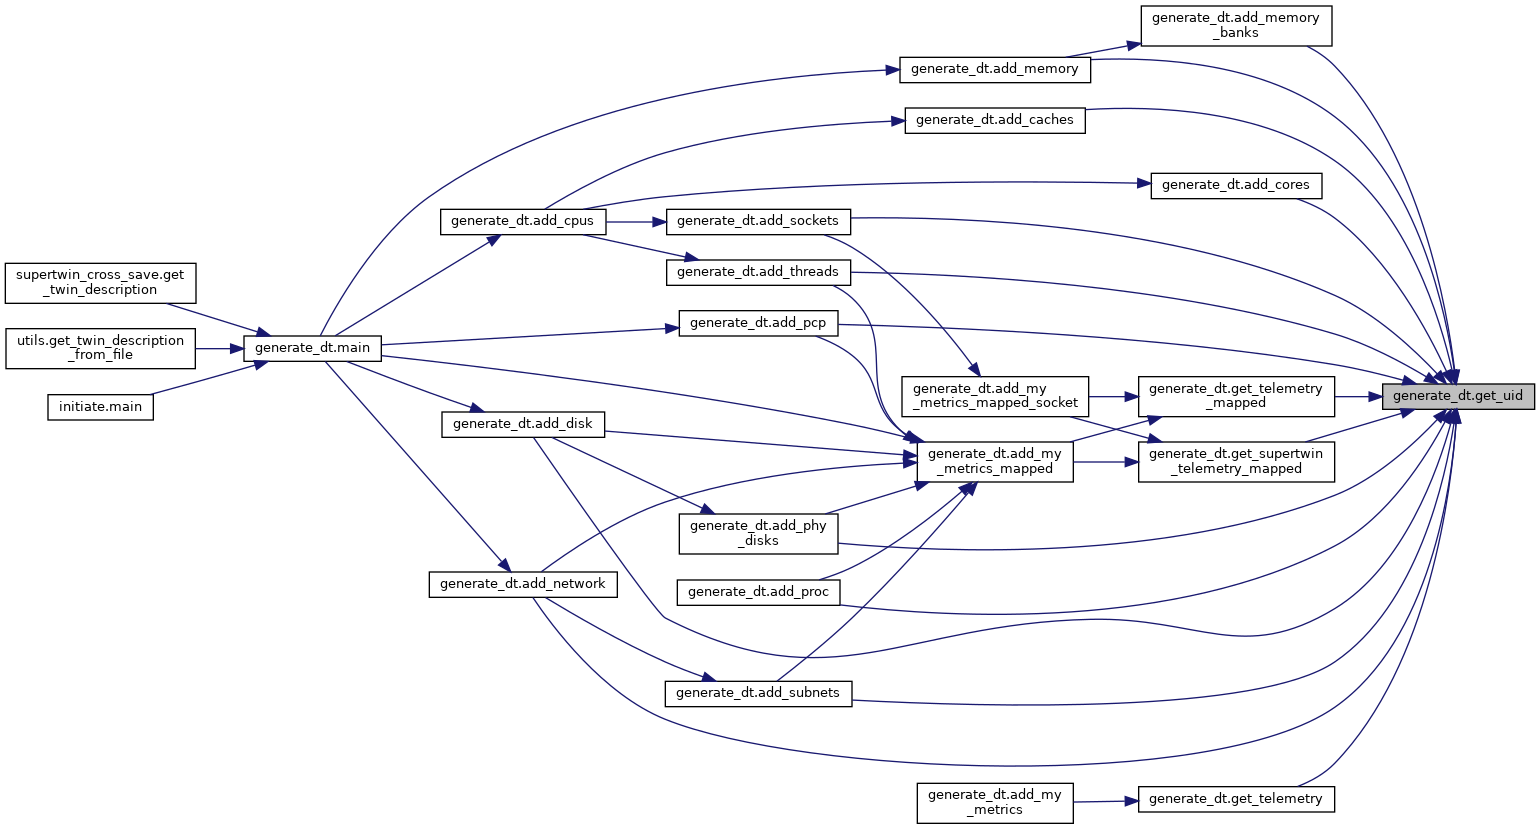 generate_dt.add_memory
_banks
generate_dt.add_memory
generate_dt.add_caches
generate_dt.add_cores
generate_dt.add_cpus
generate_dt.add_sockets
generate_dt.add_threads
supertwin_cross_save.get
_twin_description
generate_dt.add_pcp
utils.get_twin_description
_from_file
generate_dt.main
initiate.main
generate_dt.add_my
_metrics_mapped_socket
generate_dt.get_telemetry
_mapped
generate_dt.get_uid
generate_dt.add_disk
generate_dt.add_my
_metrics_mapped
generate_dt.get_supertwin
_telemetry_mapped
generate_dt.add_phy
_disks
generate_dt.add_network
generate_dt.add_proc
generate_dt.add_subnets
generate_dt.add_my
_metrics
generate_dt.get_telemetry